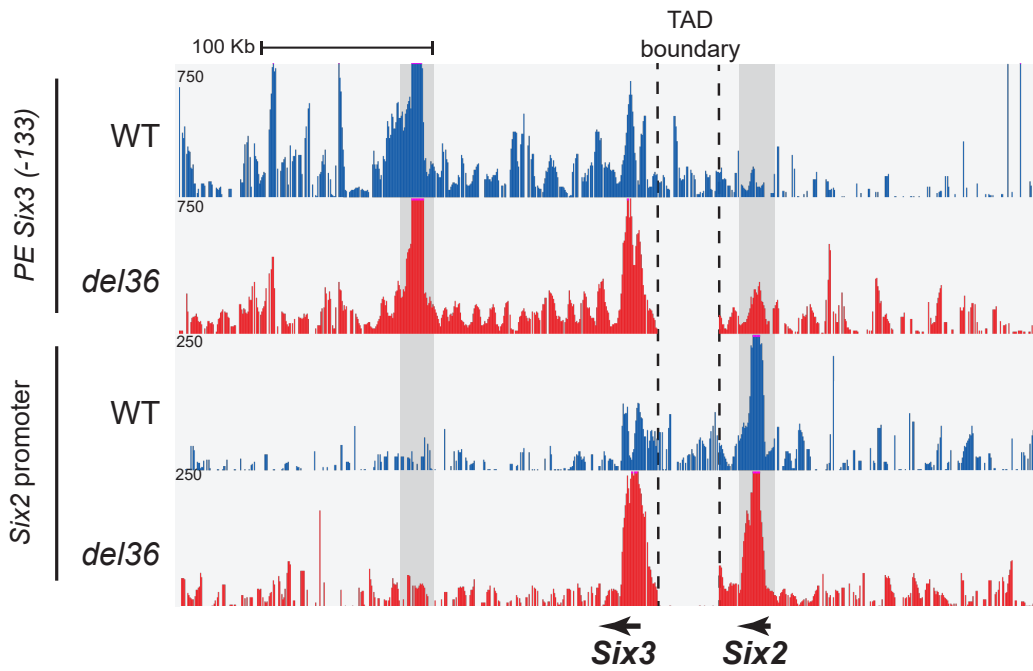 TAD
boundary
100 Kb
PE Six3 (-133)
750
WT
750
del36
Six2 promoter
250
WT
250
del36
Six3 Six2